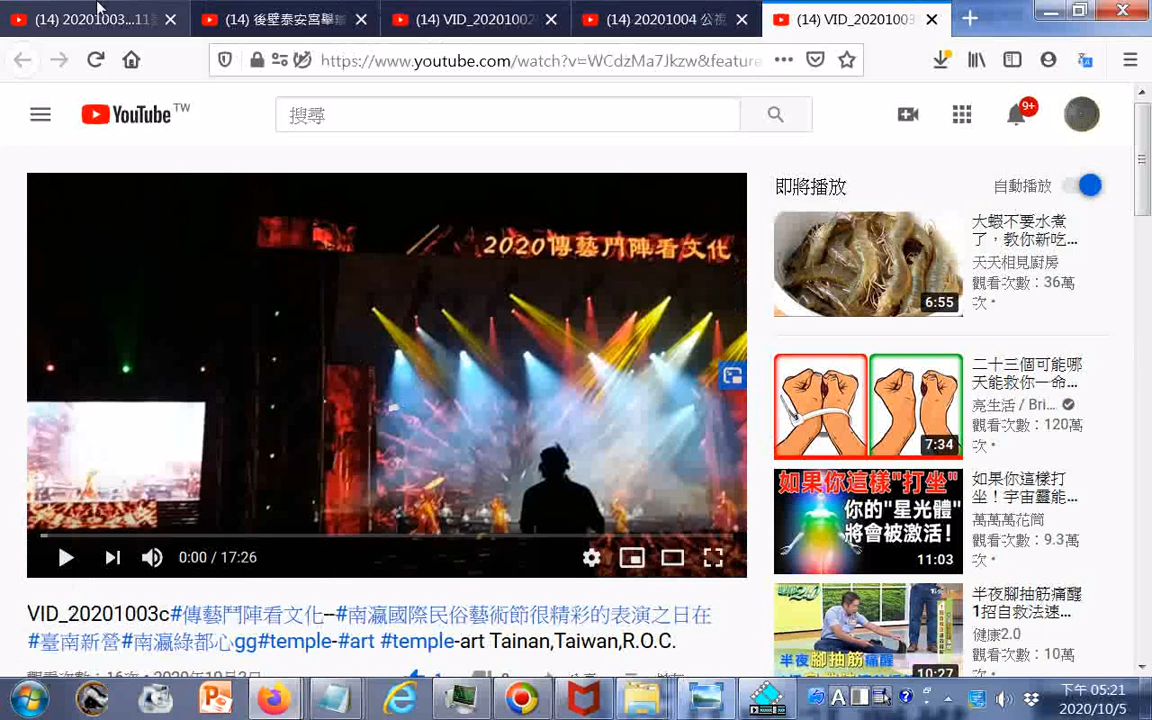 (14) 20201003...11
(14) 後壁泰安宮舉
(14) VID_2020100
(14) 20201004 公視
(14) VID_2020100
https://www.youtube.com/watch?v=WCdzMa7Jkzw&feature
YouTube TW
搜尋
9+
2020傳藝鬥陣看文化
0:00 / 17:26
VID_20201003c#傳藝鬥陣看文化--#南瀛國際民俗藝術節很精彩的表演之日在
#臺南新營#南瀛綠都心gg#temple-#art #temple-art Tainan,Taiwan,R.O.C.
即將播放
自動播放
6:55
大蝦不要水煮
了，教你新吃...
天天相見廚房
觀看次數：36萬
次・
7:34
二十三個可能哪
天能救你一命...
亮生活 / Bri...
觀看次數：120萬
次・
如果你這樣"打坐"
你的"星光體"
將會被激活！
11:03
如果你這樣打
坐！宇宙靈能...
萬萬萬花筒
觀看次數：9.3萬
次・
半夜腳抽筋痛醒
10:27
半夜腳抽筋痛醒
1招自救法速...
健康2.0
觀看次數：10萬
下午 05:21
2020/10/5